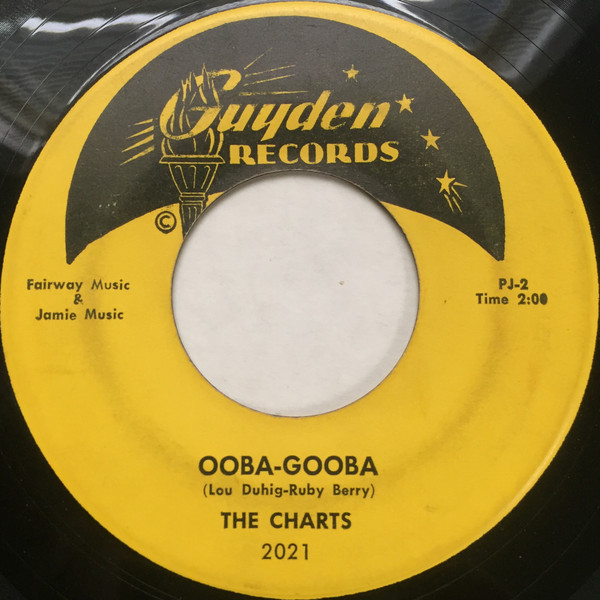 Guyden
RECORDS
©
Fairway Music
&
Jamie Music
PJ-2
Time 2:00
OOBA-GOOBA
(Lou Duhig-Ruby Berry)
THE CHARTS
2021